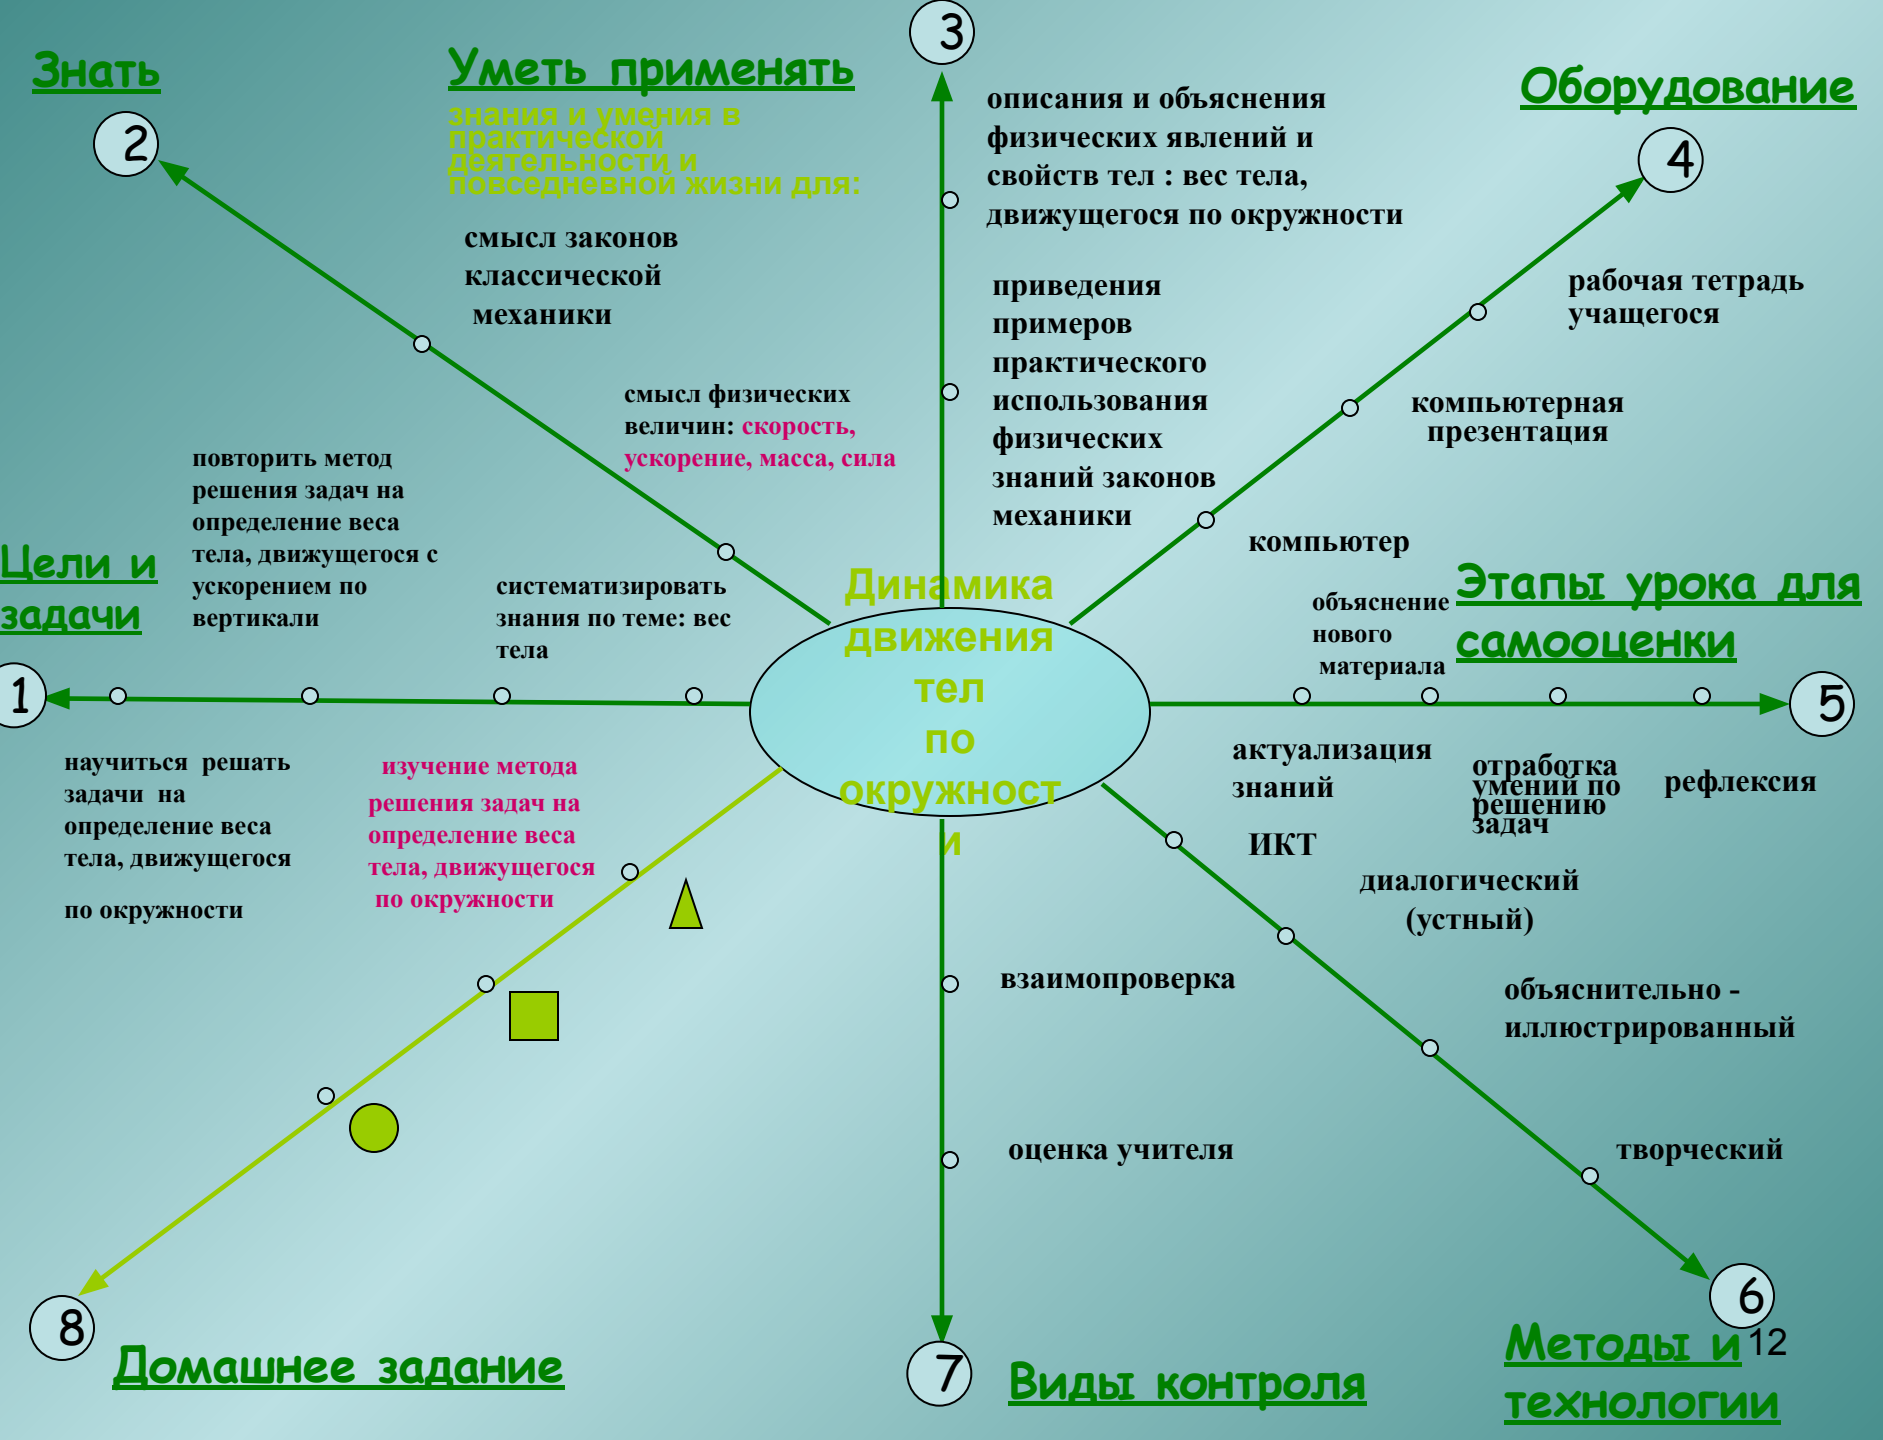 3
Знать
Уметь применять
знания и умения в
практической
деятельности и
повседневной жизни для:
Оборудование
описания и объяснения
физических явлений и
свойств тел : вес тела,
движущегося по окружности
2
4
смысл законов
классической
механики
приведения
примеров
практического
использования
физических
знаний законов
механики
рабочая тетрадь
учащегося
смысл физических
величин: скорость,
ускорение, масса, сила
компьютерная
презентация
повторить метод
решения задач на
определение веса
тела, движущегося с
ускорением по
вертикали
компьютер
Цели и
задачи
систематизировать
знания по теме: вес
тела
Динамика
движения
тел
по
окружност
и
объяснение
нового
материала
Этапы урока для
самооценки
1
5
научиться решать
задачи на
определение веса
тела, движущегося
по окружности
изучение метода
решения задач на
определение веса
тела, движущегося
по окружности
актуализация
знаний
отработка
умений по
решению
задач
рефлексия
ИКТ
диалогический
(устный)
взаимопроверка
объяснительно -
иллюстрированный
оценка учителя
творческий
6
8
7
Домашнее задание
Виды контроля
Методы и
технологии
12